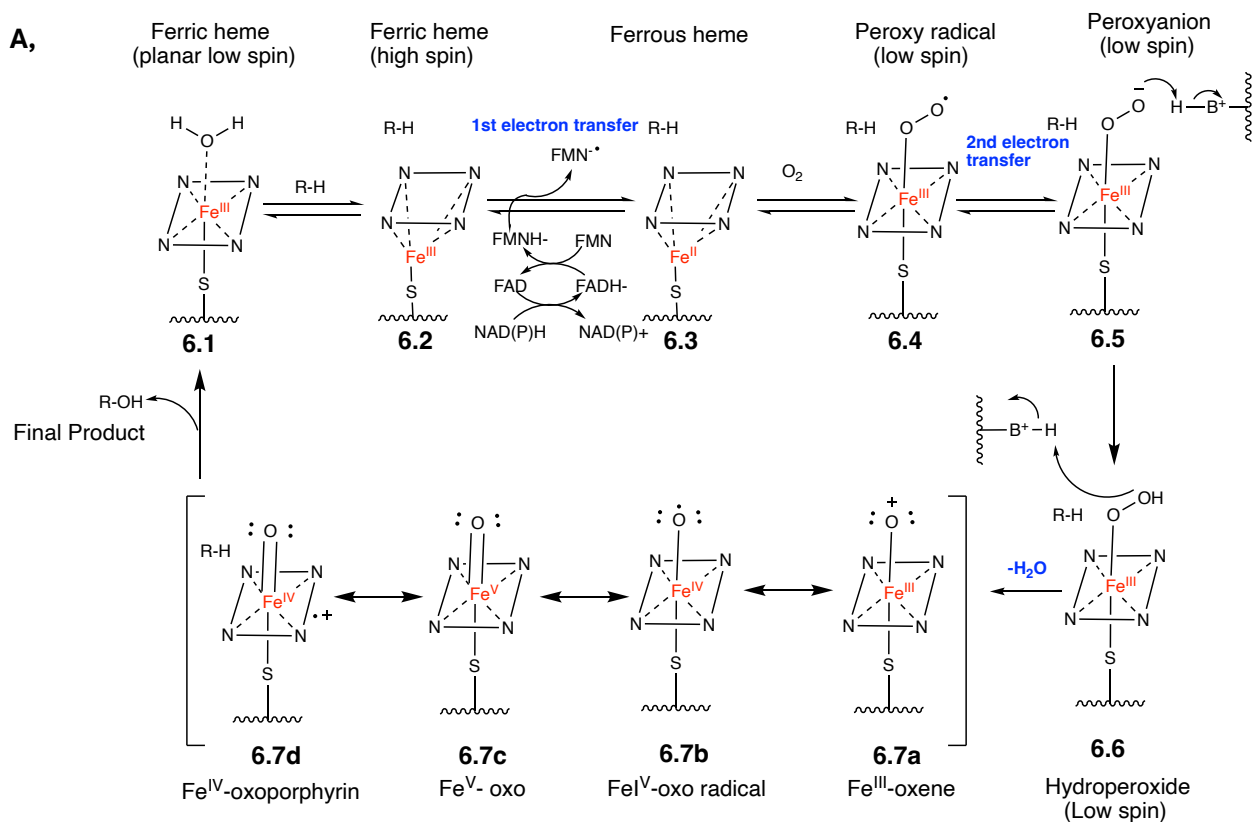 A,
Ferric heme
(planar low spin)
Ferric heme
(high spin)
Ferrous heme
Peroxy radical
(low spin)
Peroxyanion
(low spin)
H
H
O
N
N
Fe^III
N
N
S
6.1
R-H
R-H
N
N
N
N
Fe^III
S
6.2
1st electron transfer
FMN-•
FMNH-
FMN
FAD
FADH-
NAD(P)H
NAD(P)+
R-H
N
N
N
N
Fe^II
S
6.3
O2
R-H
O
O•
N
N
Fe^III
N
N
S
6.4
2nd electron
transfer
R-H
O
O
–
H
B+
N
N
Fe^III
N
N
S
6.5
R-OH
Final Product
B+
H
R-H
O
OH
N
N
Fe^III
N
N
S
6.6
Hydroperoxide
(Low spin)
-H2O
+
:O:
N
N
Fe^III
N
N
S
6.7a
Fe^III-oxene
•
:O:
N
N
Fe^IV
N
N
S
6.7b
FeI^V-oxo radical
:O:
N
N
Fe^V
N
N
S
6.7c
Fe^V- oxo
:O:
R-H
N
N
Fe^IV
N
N
•+
S
6.7d
Fe^IV-oxoporphyrin